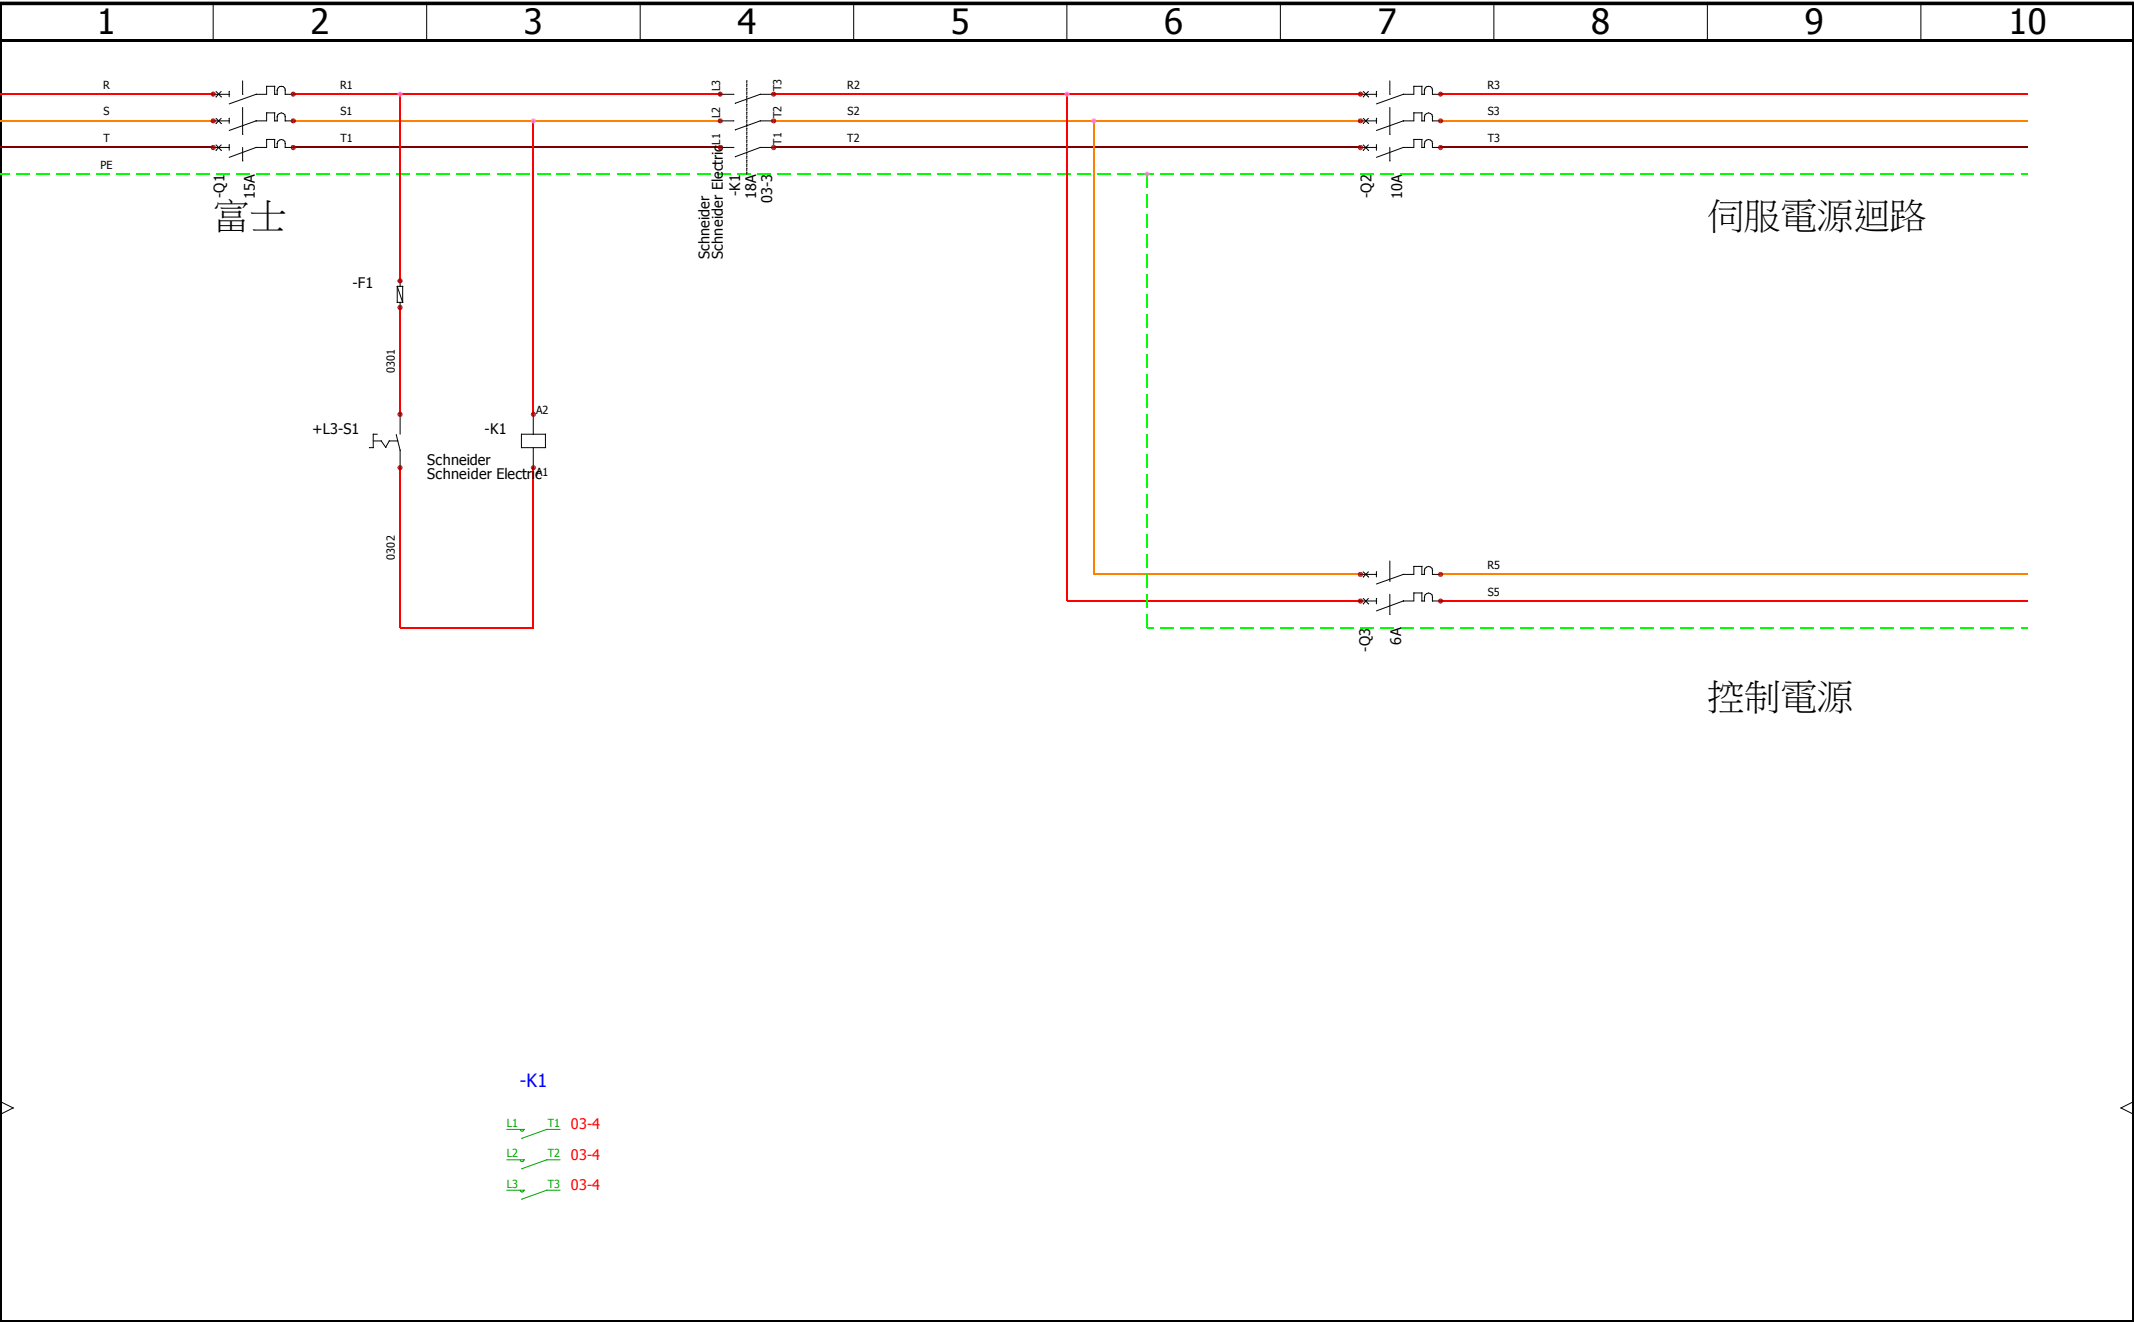 1 2 3 4 5 6 7 8 9 10
R R1 L3 T3 R2 R3
S S1 L2 T2 S2 S3
T T1 L1 T1 T2 T3
PE
-Q1 15A
富士
Schneider
Schneider Electric
-K1
18A
03-3
-Q2 10A
伺服電源迴路
-F1
0301
A2
+L3-S1 -K1
Schneider
Schneider Electric
A1
0302
R5
S5
-Q3 6A
控制電源
-K1
L1 T1 03-4
L2 T2 03-4
L3 T3 03-4